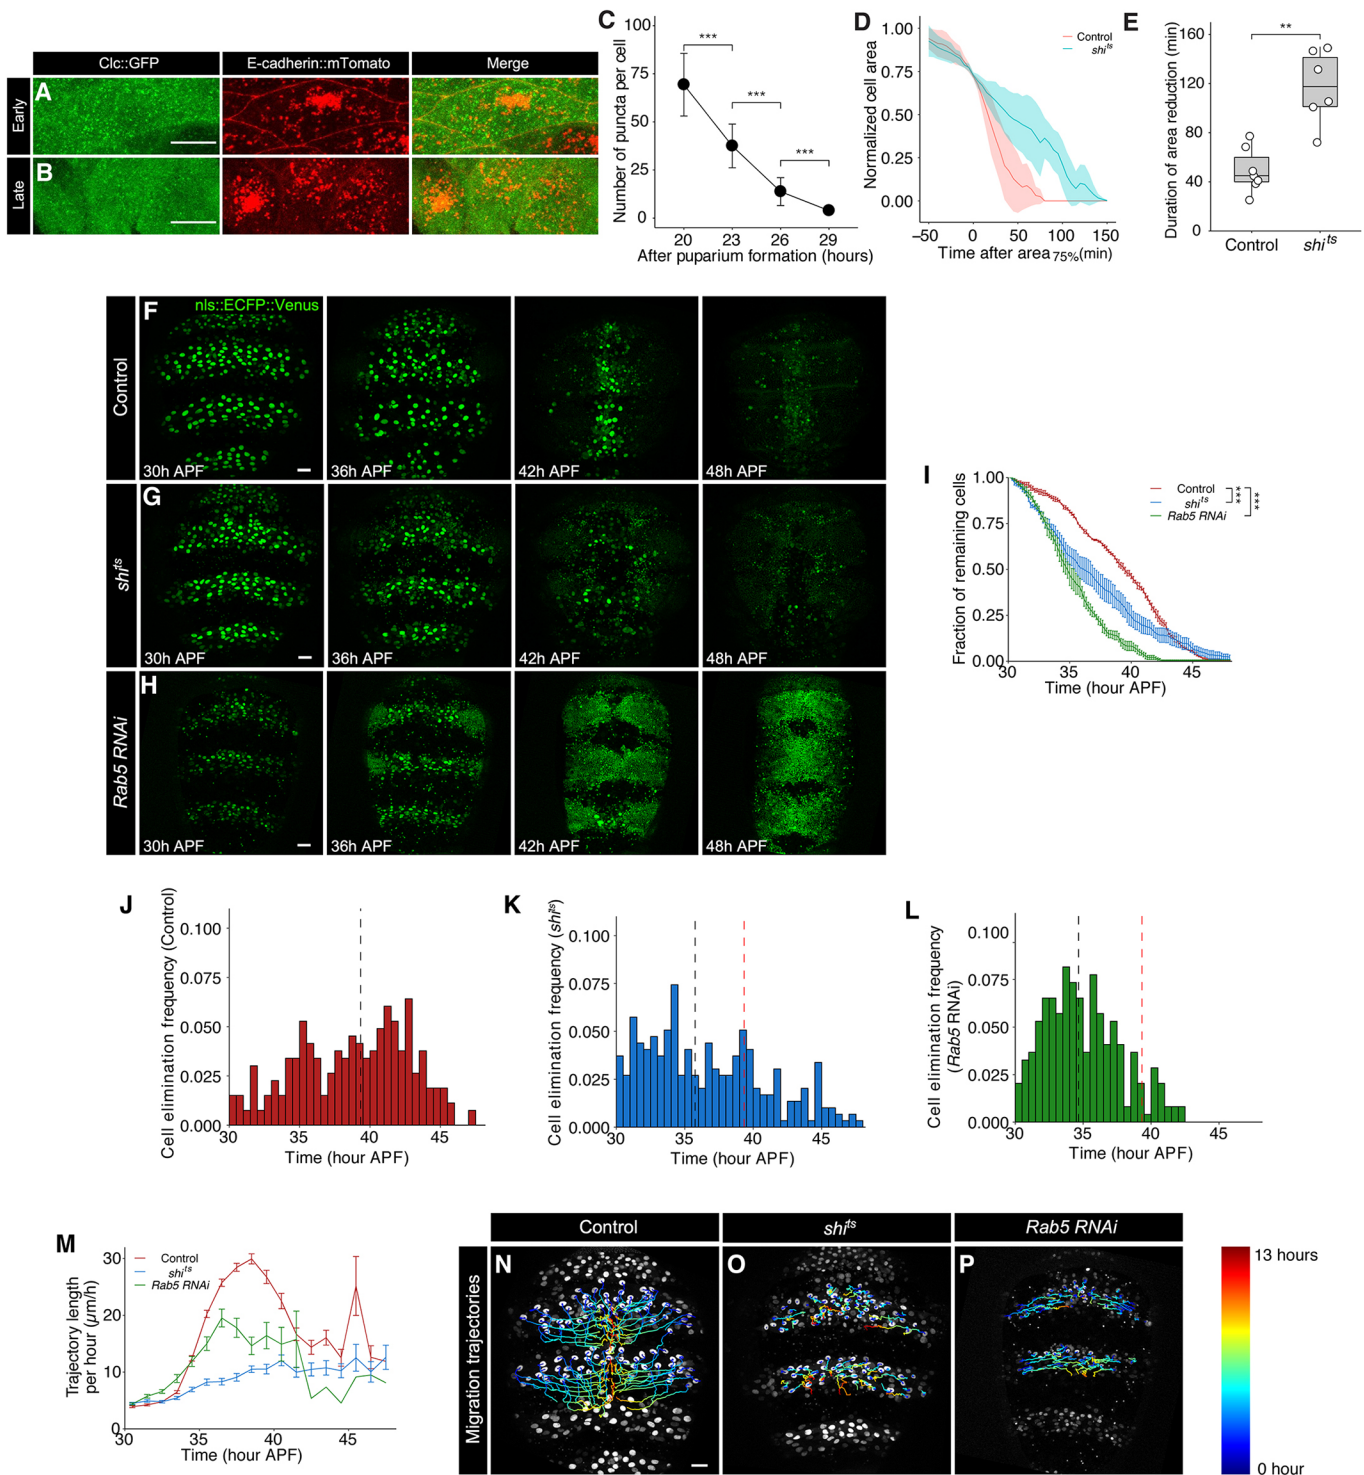 Clc::GFP
E-cadherin::mTomato
Merge
Early
A
Late
B
C
Number of puncta per cell
100
75
50
25
0
***
***
***
20 23 26 29
After puparium formation (hours)
D
Normalized cell area
1.00
0.75
0.50
0.25
0.00
Control
shi^ts
−50 0 50 100 150
Time after area 75% (min)
E
Duration of area reduction (min)
160
120
80
40
0
**
Control shi^ts
Control
F
nls::ECFP::Venus
30h APF
36h APF
42h APF
48h APF
shi^ts
G
30h APF
36h APF
42h APF
48h APF
Rab5 RNAi
H
30h APF
36h APF
42h APF
48h APF
I
Fraction of remaining cells
1.00
0.75
0.50
0.25
0.00
Control
shi^ts
Rab5 RNAi
***
***
30 35 40 45
Time (hour APF)
J
Cell elimination frequency (Control)
0.100
0.075
0.050
0.025
0.000
30 35 40 45
Time (hour APF)
K
Cell elimination frequency (shi^ts)
0.100
0.075
0.050
0.025
0.000
30 35 40 45
Time (hour APF)
L
Cell elimination frequency
(Rab5 RNAi)
0.100
0.075
0.050
0.025
0.000
30 35 40 45
Time (hour APF)
M
Trajectory length
per hour (μm/h)
30
20
10
0
Control
shi^ts
Rab5 RNAi
30 35 40 45
Time (hour APF)
Control
shi^ts
Rab5 RNAi
Migration trajectories
N
O
P
13 hours
0 hour